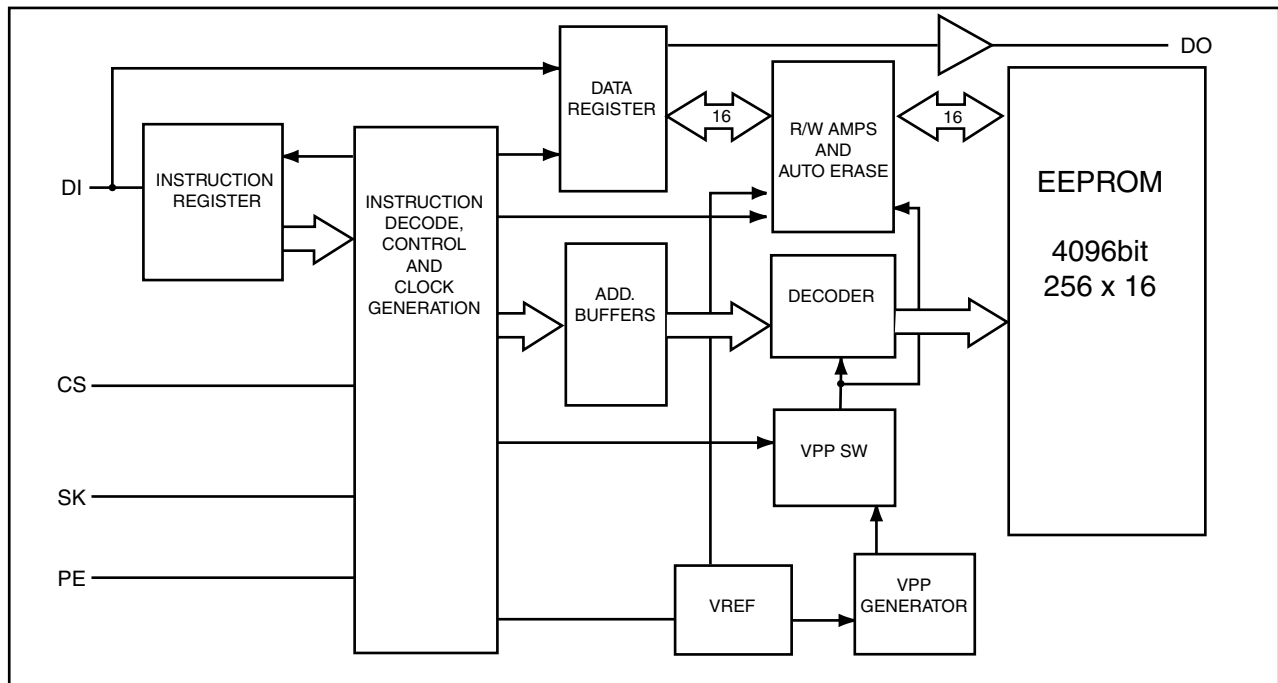 DO
DATA
REGISTER
16
R/W AMPS
AND
AUTO ERASE
16
EEPROM
4096bit
256 x 16
DI
INSTRUCTION
REGISTER
INSTRUCTION
DECODE,
CONTROL
AND
CLOCK
GENERATION
ADD.
BUFFERS
DECODER
CS
VPP SW
SK
PE
VREF
VPP
GENERATOR